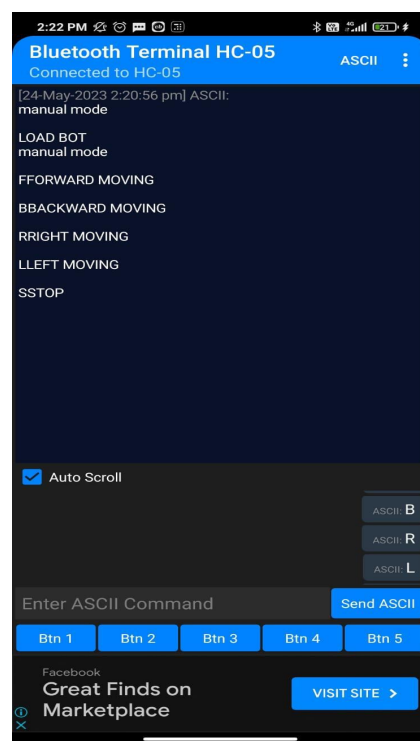 2:22 PM
21
Bluetooth Terminal HC-05
ASCII
Connected to HC-05
[24-May-2023 2:20:56 pm] ASCII:
manual mode
LOAD BOT
manual mode
FFORWARD MOVING
BBACKWARD MOVING
RRIGHT MOVING
LLEFT MOVING
SSTOP
Auto Scroll
ASCII: B
ASCII: R
ASCII: L
Enter ASCII Command
Send ASCII
Btn 1 Btn 2 Btn 3 Btn 4 Btn 5
Facebook
Great Finds on
Marketplace
VISIT SITE >